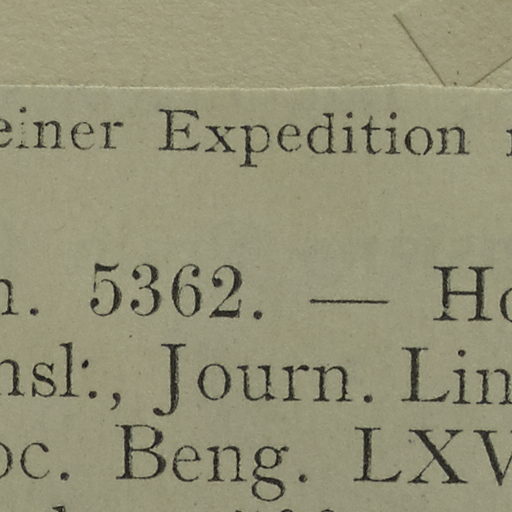 einer Expedition
n. 5362. — Ho
nsl:., Journ. Lin
oc. Beng. LXV